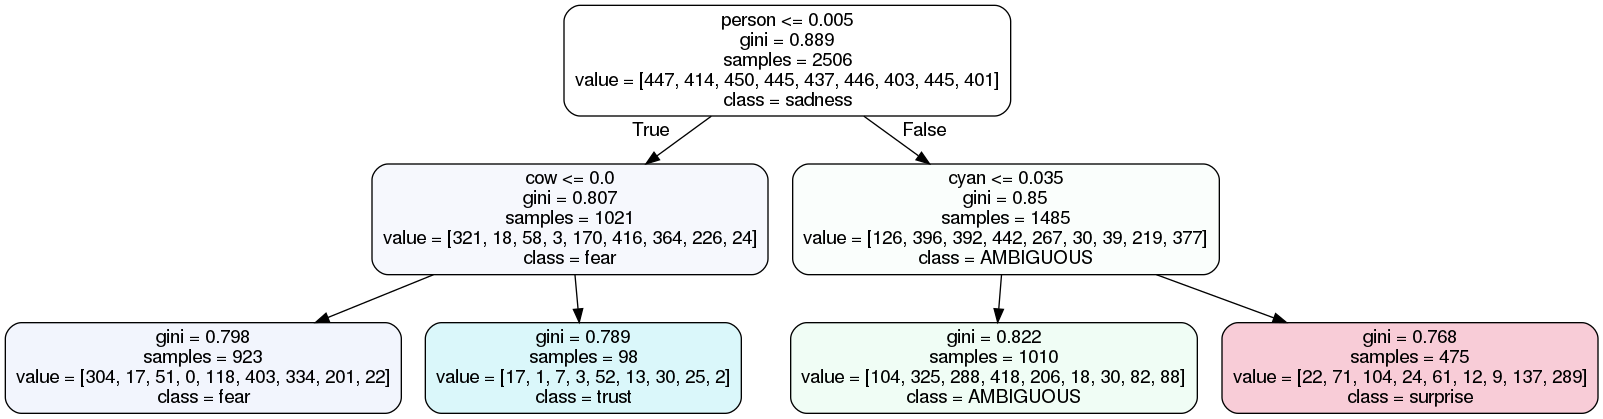 person <= 0.005
gini = 0.889
samples = 2506
value = [447, 414, 450, 445, 437, 446, 403, 445, 401]
class = sadness
True
False
cow <= 0.0
gini = 0.807
samples = 1021
value = [321, 18, 58, 3, 170, 416, 364, 226, 24]
class = fear
cyan <= 0.035
gini = 0.85
samples = 1485
value = [126, 396, 392, 442, 267, 30, 39, 219, 377]
class = AMBIGUOUS
gini = 0.798
samples = 923
value = [304, 17, 51, 0, 118, 403, 334, 201, 22]
class = fear
gini = 0.789
samples = 98
value = [17, 1, 7, 3, 52, 13, 30, 25, 2]
class = trust
gini = 0.822
samples = 1010
value = [104, 325, 288, 418, 206, 18, 30, 82, 88]
class = AMBIGUOUS
gini = 0.768
samples = 475
value = [22, 71, 104, 24, 61, 12, 9, 137, 289]
class = surprise